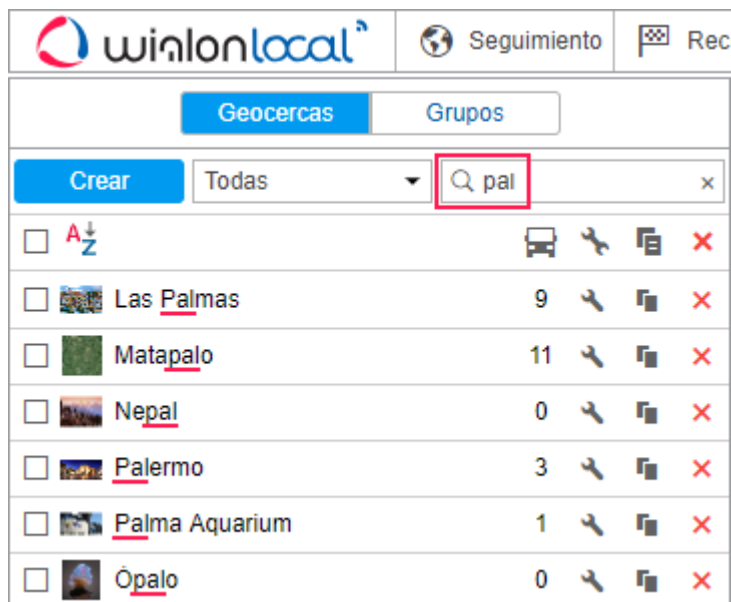 wialonlocal Seguimiento Rec
Geocercas Grupos
Crear Todas pal ×
AZ
Las Palmas 9
Matapalo 11
Nepal 0
Palermo 3
Palma Aquarium 1
Ópalo 0